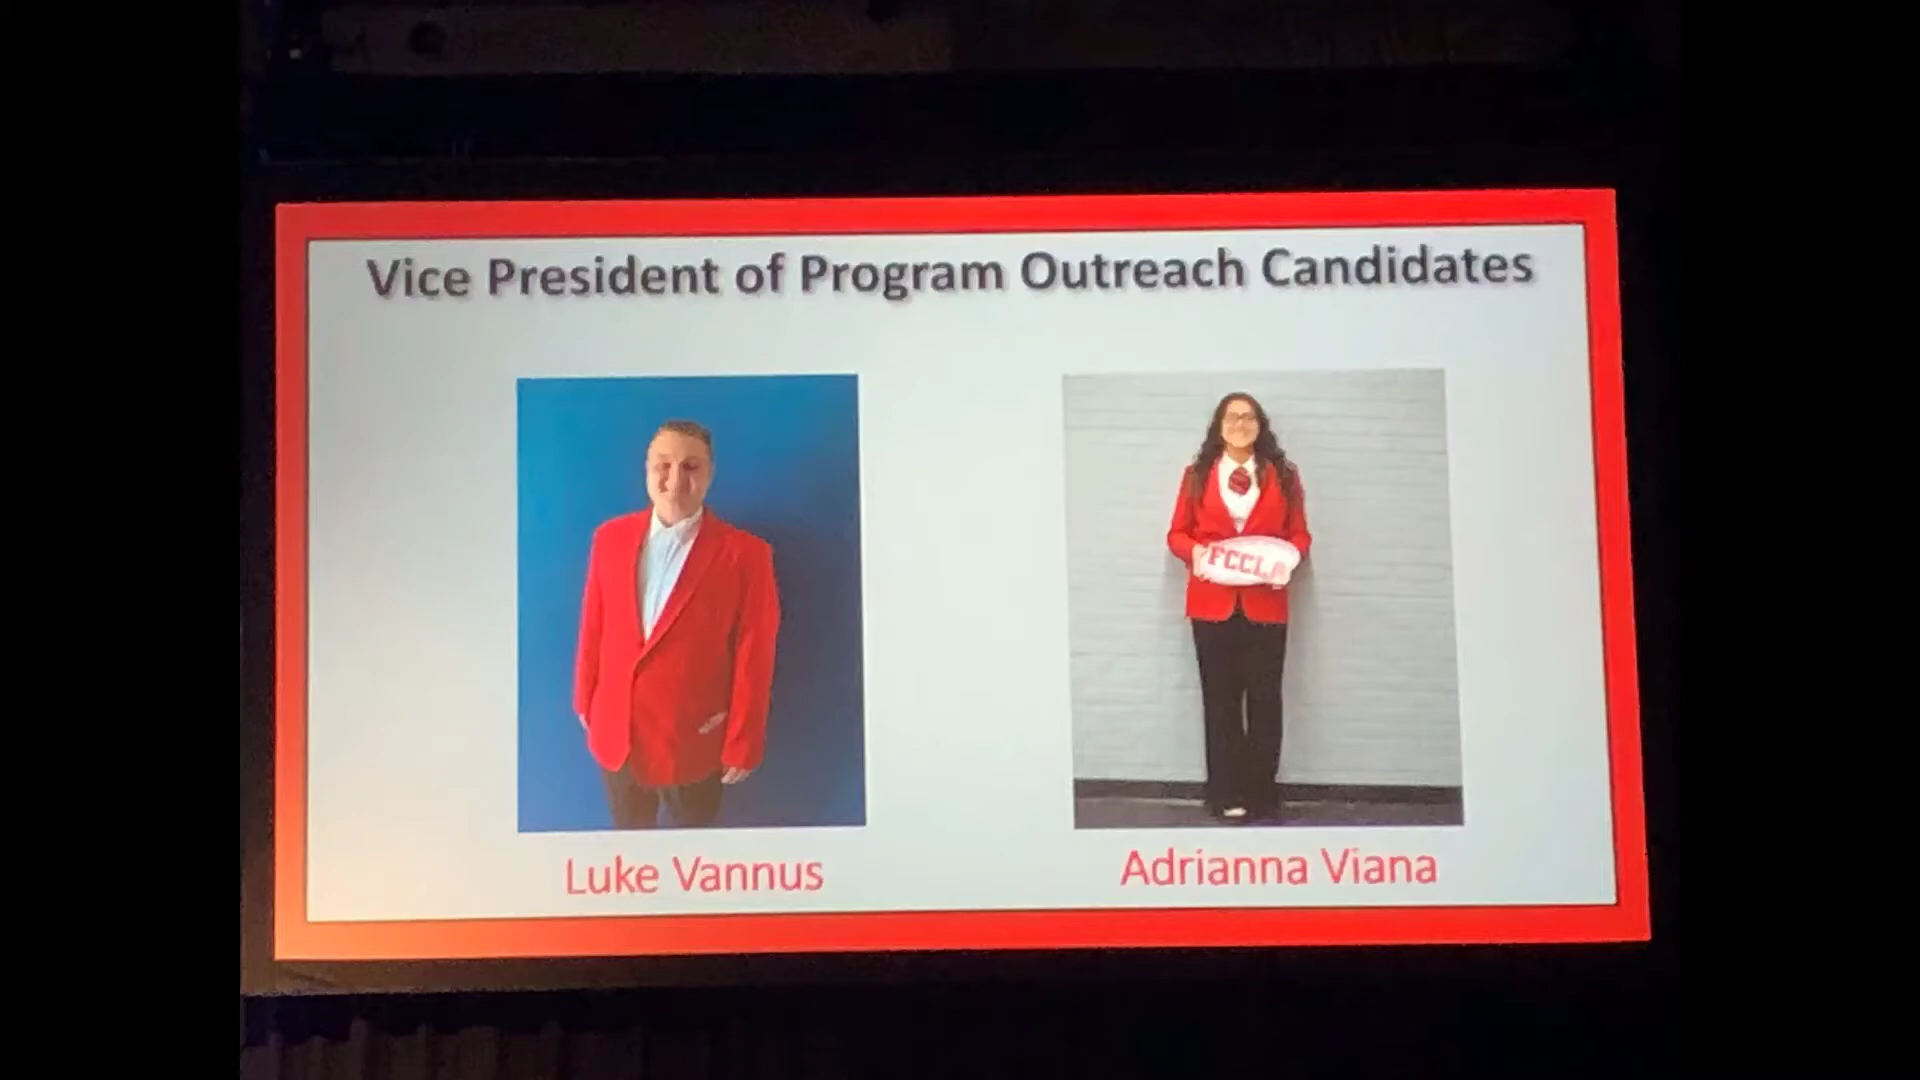 Vice President of Program Outreach Candidates
FCCLA
Luke Vannus
Adrianna Viana